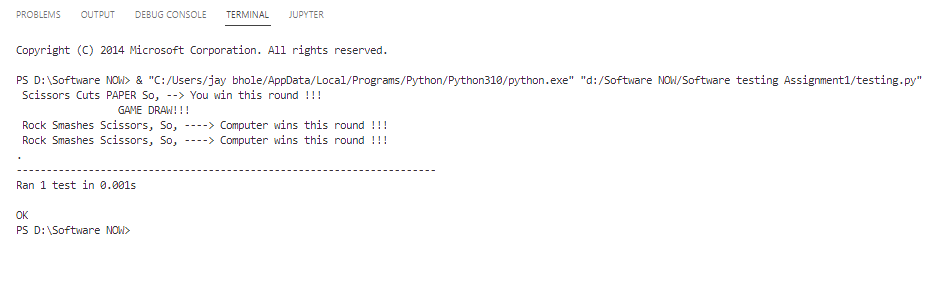 PROBLEMS OUTPUT DEBUG CONSOLE TERMINAL JUPYTER
Copyright (C) 2014 Microsoft Corporation. All rights reserved.
PS D:\Software NOW> & "C:/Users/jay bhole/AppData/Local/Programs/Python/Python310/python.exe" "d:/Software NOW/Software testing Assignment1/testing.py"
Scissors Cuts PAPER So, --> You win this round !!!
GAME DRAW!!!
Rock Smashes Scissors, So, ----> Computer wins this round !!!
Rock Smashes Scissors, So, ----> Computer wins this round !!!
.
----------------------------------------------------------------------
Ran 1 test in 0.001s
OK
PS D:\Software NOW>